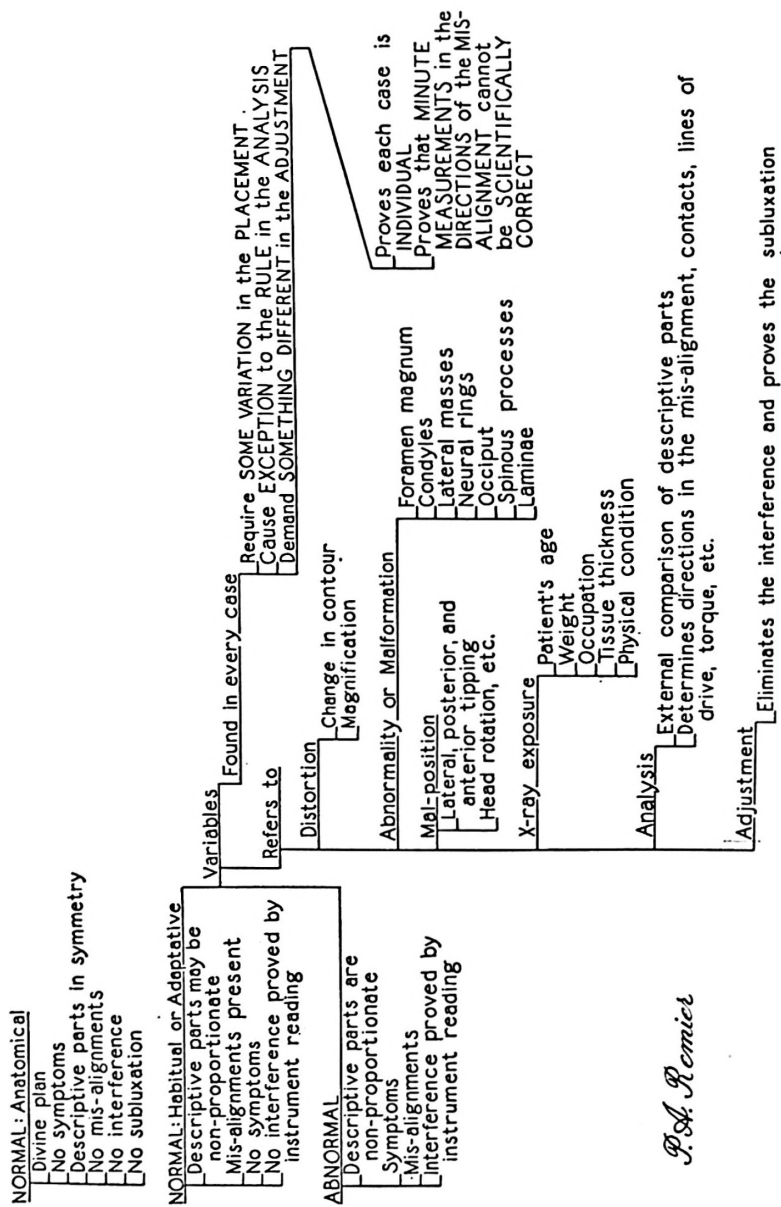 NORMAL: Anatomical
Divine plan
No symptoms
Descriptive parts in symmetry
No mis-alignments
No interference
No subluxation
NORMAL: Habitual or Adaptative
Descriptive parts may be
non-proportionate
Mis-alignments present
No symptoms
No interference proved by
instrument reading
ABNORMAL
Descriptive parts are
non-proportionate
Symptoms
Mis-alignments
Interference proved by
instrument reading
Variables
Found in every case
Require SOME VARIATION in the PLACEMENT
Cause EXCEPTION to the RULE in the ANALYSIS
Demand SOMETHING DIFFERENT in the ADJUSTMENT
Proves each case is
INDIVIDUAL
Proves that MINUTE
MEASUREMENTS in the
DIRECTIONS of the MIS-
ALIGNMENT cannot
be SCIENTIFICALLY
CORRECT
Refers to
Distortion
Change in contour
Magnification
Abnormality or Malformation
Foramen magnum
Condyles
Lateral masses
Neural rings
Occiput
Spinous processes
Laminae
Mal-position
Lateral, posterior, and
anterior tipping
Head rotation, etc.
X-ray exposure
Patient's age
Weight
Occupation
Tissue thickness
Physical condition
Analysis
External comparison of descriptive parts
Determines directions in the mis-alignment, contacts, lines of
drive, torque, etc.
Adjustment
Eliminates the interference and proves the subluxation
P. A. Remier